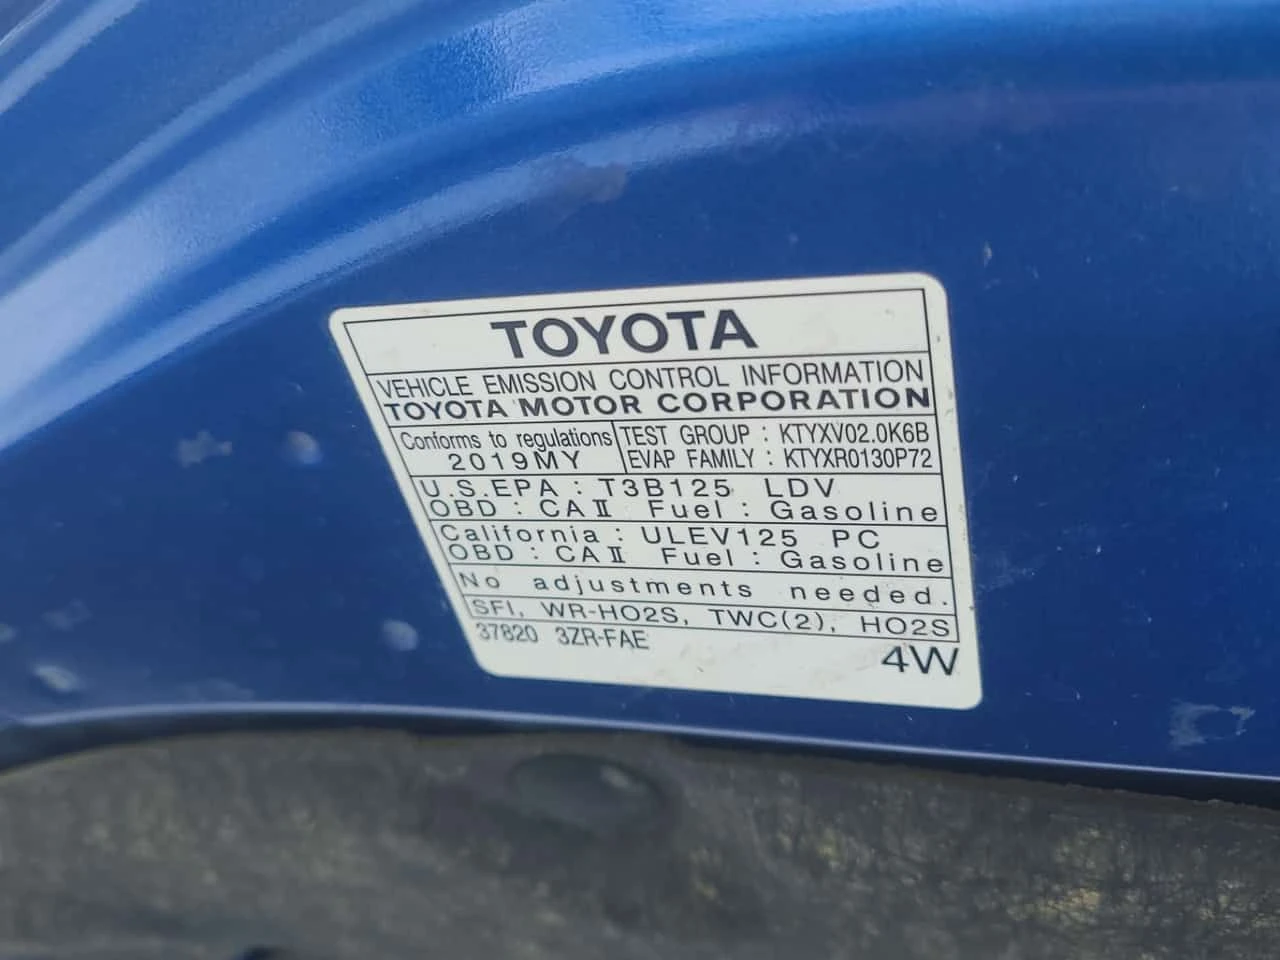 TOYOTA
VEHICLE EMISSION CONTROL INFORMATION
TOYOTA MOTOR CORPORATION
Conforms to regulations
2019MY
TEST GROUP : KTYXV02.0K6B
EVAP FAMILY : KTYXR0130P72
U.S.EPA : T3B125 LDV
OBD : CAⅡ Fuel : Gasoline
California : ULEV125 PC
OBD : CAⅡ Fuel : Gasoline
No adjustments needed.
SFI, WR-HO2S, TWC(2), HO2S
37820 3ZR-FAE
4W